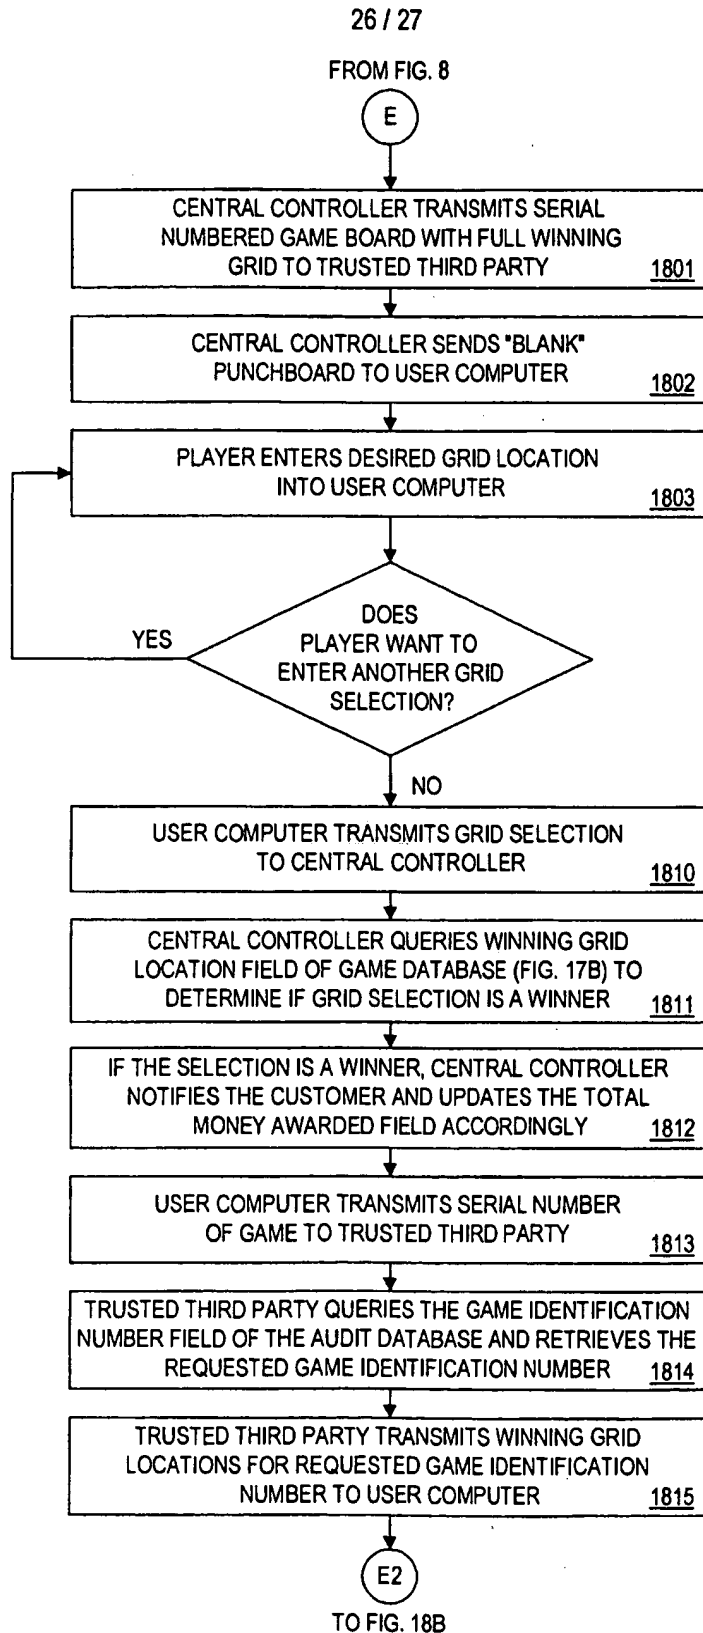 26 / 27
FROM FIG. 8
E
CENTRAL CONTROLLER TRANSMITS SERIAL
NUMBERED GAME BOARD WITH FULL WINNING
GRID TO TRUSTED THIRD PARTY
1801
CENTRAL CONTROLLER SENDS "BLANK"
PUNCHBOARD TO USER COMPUTER
1802
PLAYER ENTERS DESIRED GRID LOCATION
INTO USER COMPUTER
1803
DOES
PLAYER WANT TO
ENTER ANOTHER GRID
SELECTION?
YES
NO
USER COMPUTER TRANSMITS GRID SELECTION
TO CENTRAL CONTROLLER
1810
CENTRAL CONTROLLER QUERIES WINNING GRID
LOCATION FIELD OF GAME DATABASE (FIG. 17B) TO
DETERMINE IF GRID SELECTION IS A WINNER
1811
IF THE SELECTION IS A WINNER, CENTRAL CONTROLLER
NOTIFIES THE CUSTOMER AND UPDATES THE TOTAL
MONEY AWARDED FIELD ACCORDINGLY
1812
USER COMPUTER TRANSMITS SERIAL NUMBER
OF GAME TO TRUSTED THIRD PARTY
1813
TRUSTED THIRD PARTY QUERIES THE GAME IDENTIFICATION
NUMBER FIELD OF THE AUDIT DATABASE AND RETRIEVES THE
REQUESTED GAME IDENTIFICATION NUMBER
1814
TRUSTED THIRD PARTY TRANSMITS WINNING GRID
LOCATIONS FOR REQUESTED GAME IDENTIFICATION
NUMBER TO USER COMPUTER
1815
E2
TO FIG. 18B